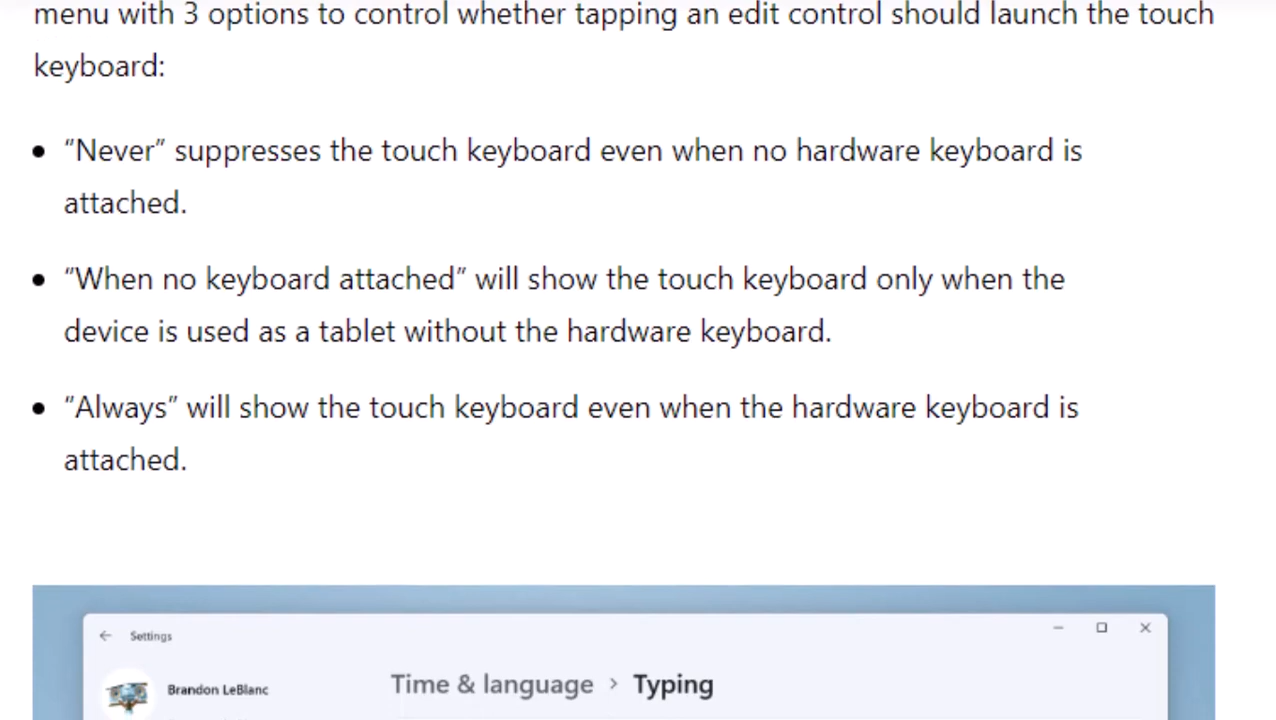 menu with 3 options to control whether tapping an edit control should launch the touch
keyboard:
• “Never” suppresses the touch keyboard even when no hardware keyboard is
attached.
• “When no keyboard attached” will show the touch keyboard only when the
device is used as a tablet without the hardware keyboard.
• “Always” will show the touch keyboard even when the hardware keyboard is
attached.
Settings
Brandon LeBlanc
Time & language > Typing